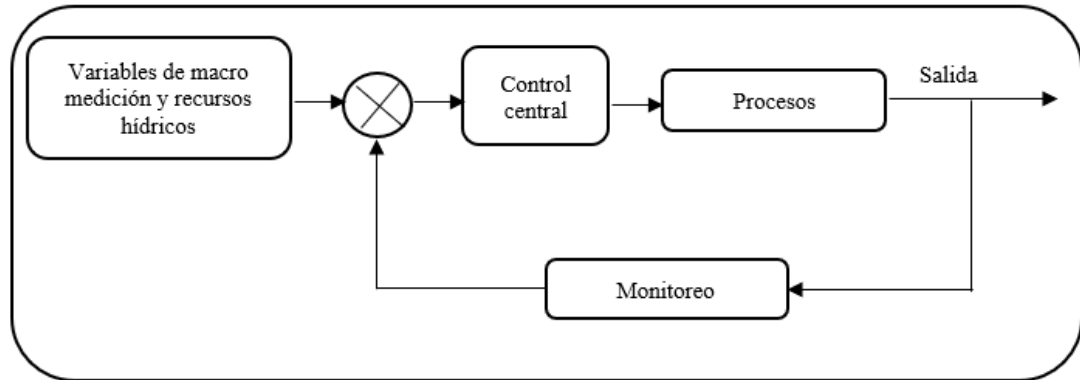 Variables de macro
medición y recursos
hídricos
Control
central
Procesos
Salida
Monitoreo